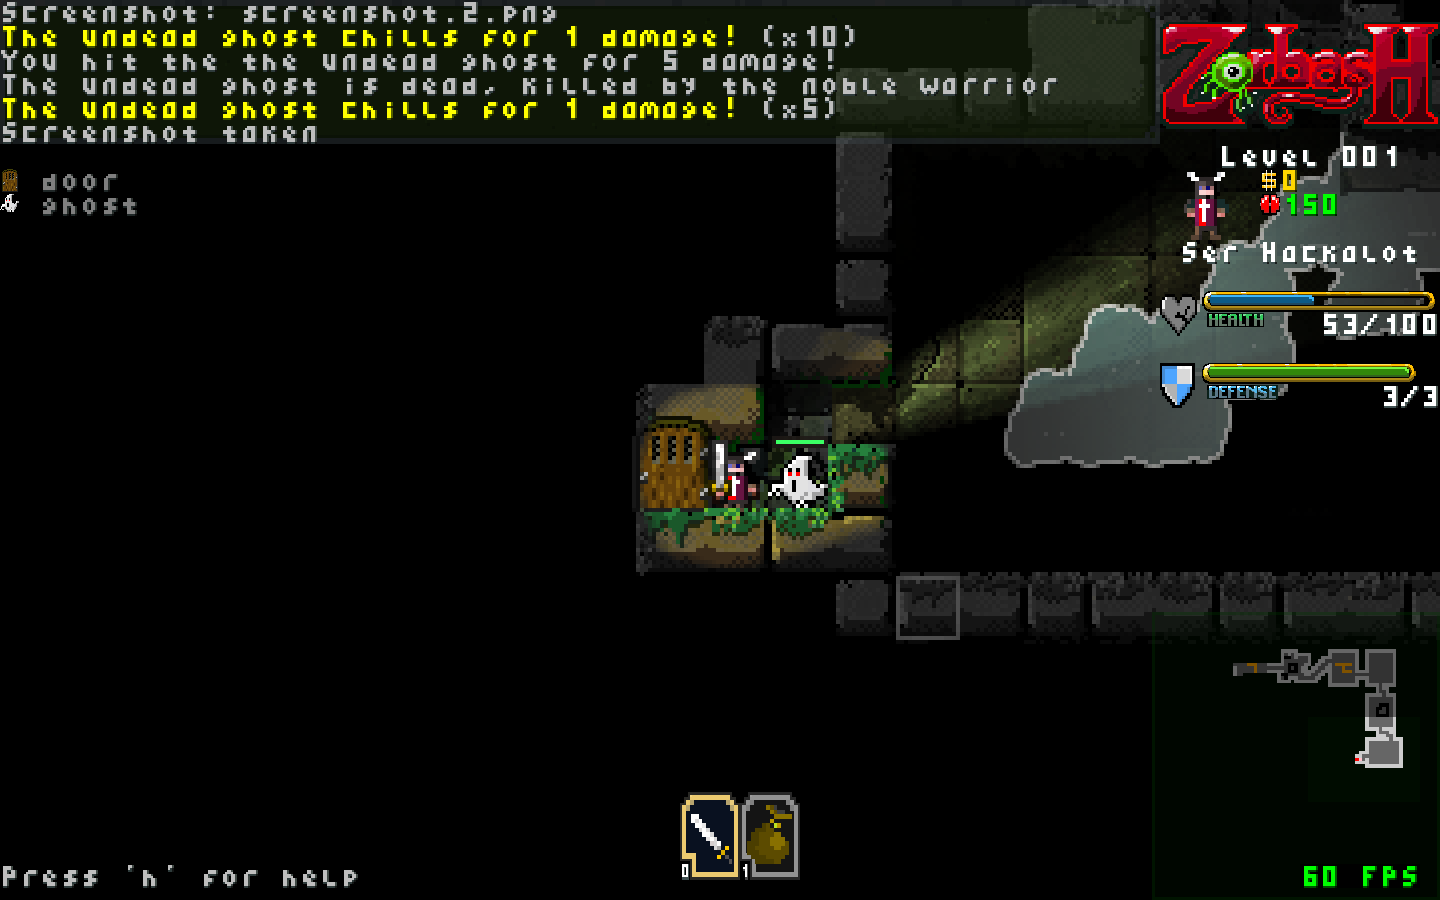 Screenshot: screenshot.2.png
The undead ghost chills for 1 damage! (x10)
You hit the the undead ghost for 5 damage!
The undead ghost is dead, killed by the noble warrior
The undead ghost chills for 1 damage! (x5)
Screenshot taken
door
ghost
ZorbasH
Level 001
$0
150
Ser Hackalot
HEALTH
53/100
DEFENSE
3/3
0
1
Press 'h' for help
60 FPS